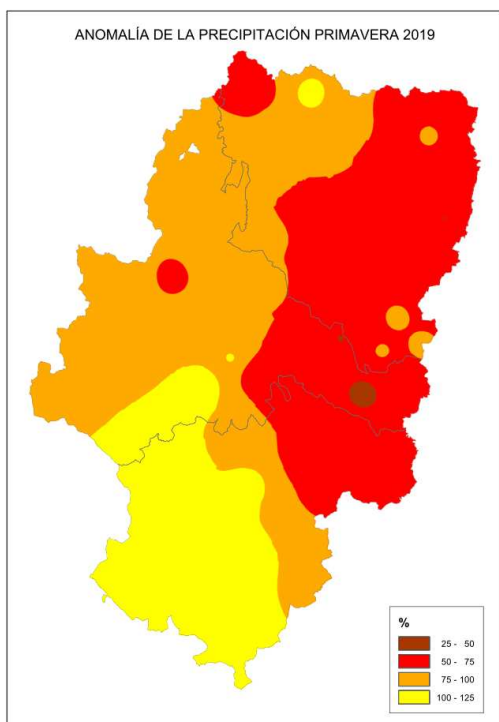 ANOMALÍA DE LA PRECIPITACIÓN PRIMAVERA 2019
%
25 - 50
50 - 75
75 - 100
100 - 125